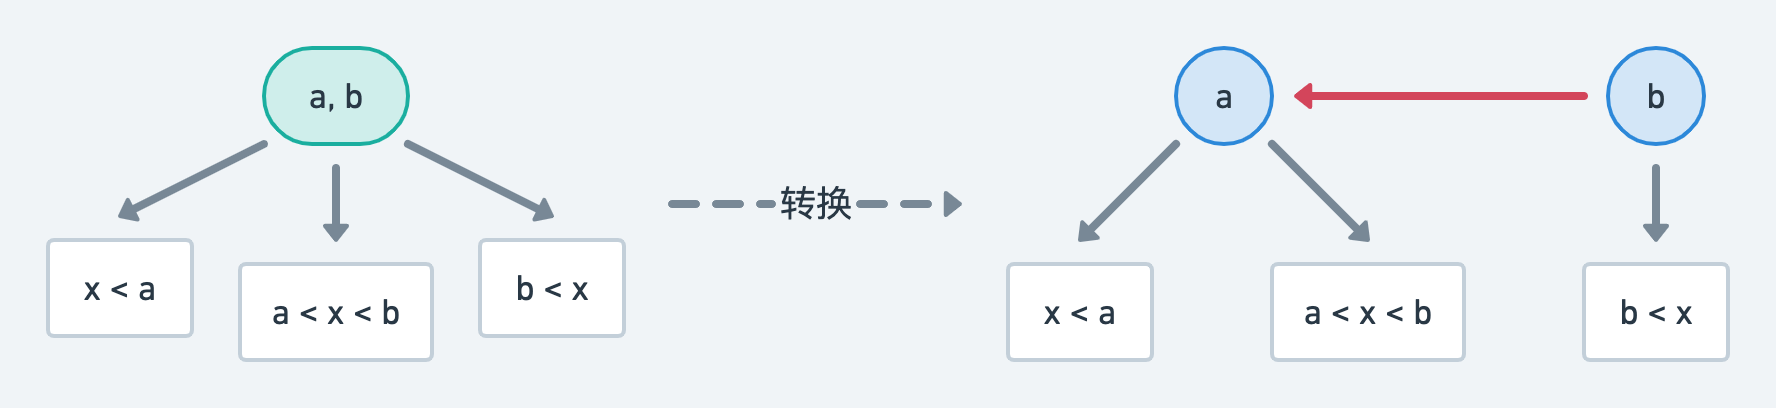 a, b
x < a
a < x < b
b < x
转换
a
b
x < a
a < x < b
b < x